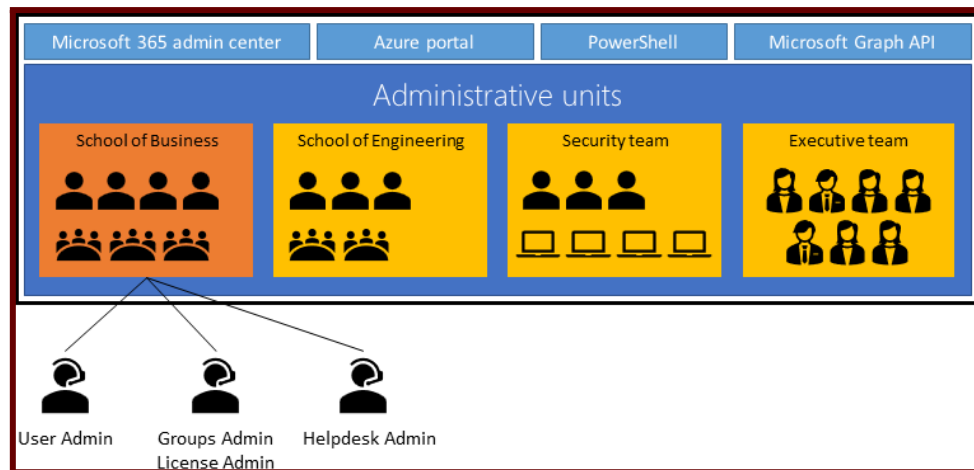 Microsoft 365 admin center
Azure portal
PowerShell
Microsoft Graph API
Administrative units
School of Business
School of Engineering
Security team
Executive team
User Admin
Groups Admin
License Admin
Helpdesk Admin